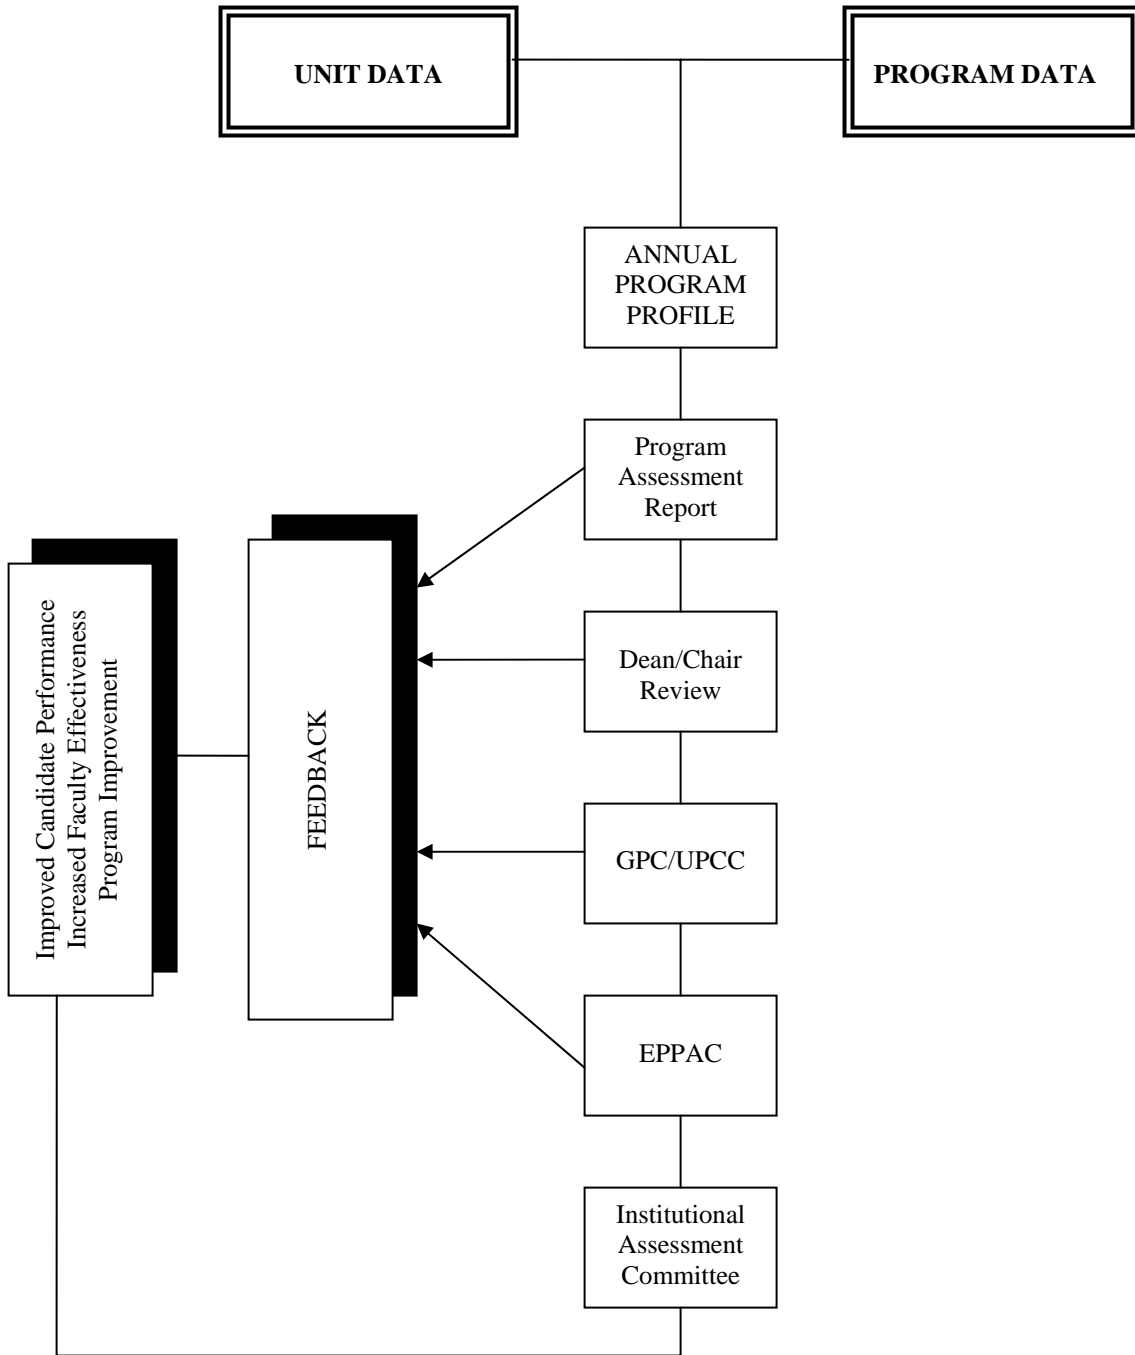 UNIT DATA
PROGRAM DATA
ANNUAL
PROGRAM
PROFILE
Program
Assessment
Report
Dean/Chair
Review
GPC/UPCC
EPPAC
Institutional
Assessment
Committee
FEEDBACK
Improved Candidate Performance
Increased Faculty Effectiveness
Program Improvement